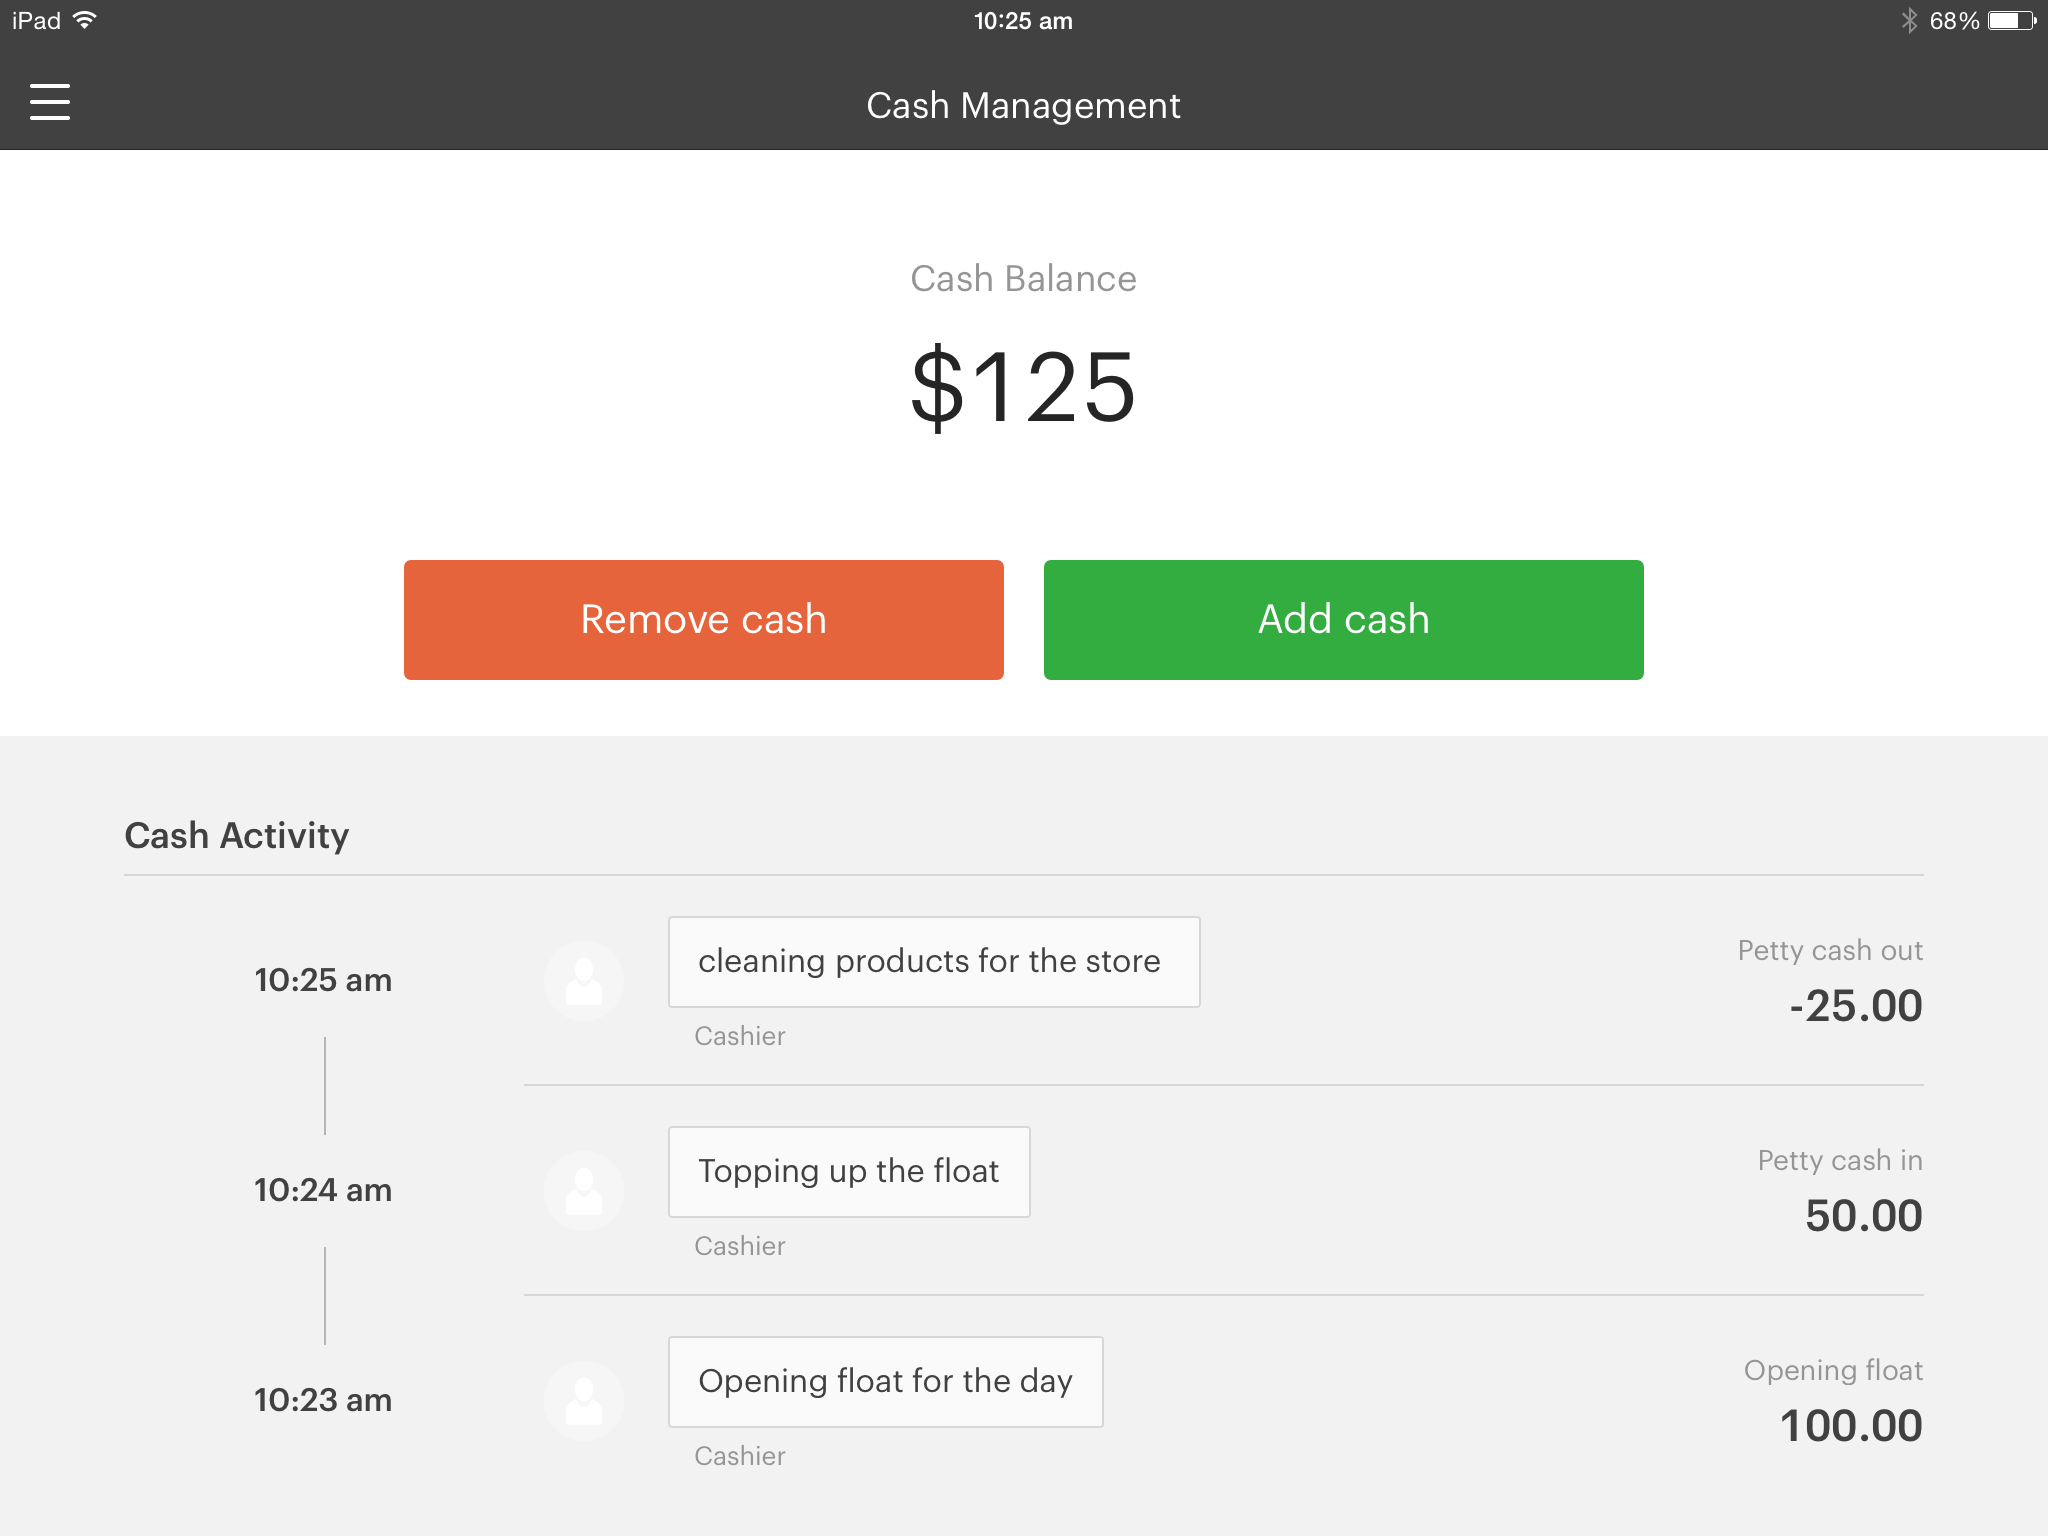 iPad
10:25 am
68%
Cash Management
Cash Balance
$125
Remove cash
Add cash
Cash Activity
10:25 am
cleaning products for the store
Cashier
Petty cash out
-25.00
10:24 am
Topping up the float
Cashier
Petty cash in
50.00
10:23 am
Opening float for the day
Cashier
Opening float
100.00